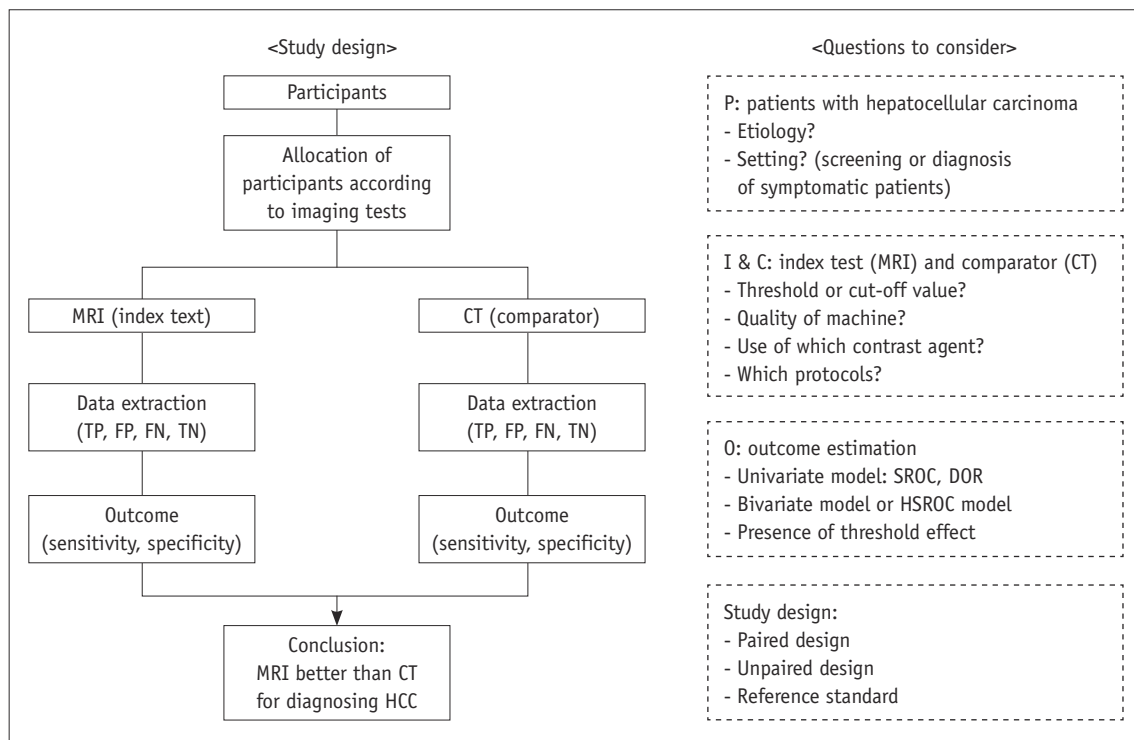 <Study design>
Participants
Allocation of
participants according
to imaging tests
MRI (index text)
CT (comparator)
Data extraction
(TP, FP, FN, TN)
Data extraction
(TP, FP, FN, TN)
Outcome
(sensitivity, specificity)
Outcome
(sensitivity, specificity)
Conclusion:
MRI better than CT
for diagnosing HCC
<Questions to consider>
P: patients with hepatocellular carcinoma
- Etiology?
- Setting? (screening or diagnosis
of symptomatic patients)
I & C: index test (MRI) and comparator (CT)
- Threshold or cut-off value?
- Quality of machine?
- Use of which contrast agent?
- Which protocols?
O: outcome estimation
- Univariate model: SROC, DOR
- Bivariate model or HSROC model
- Presence of threshold effect
Study design:
- Paired design
- Unpaired design
- Reference standard